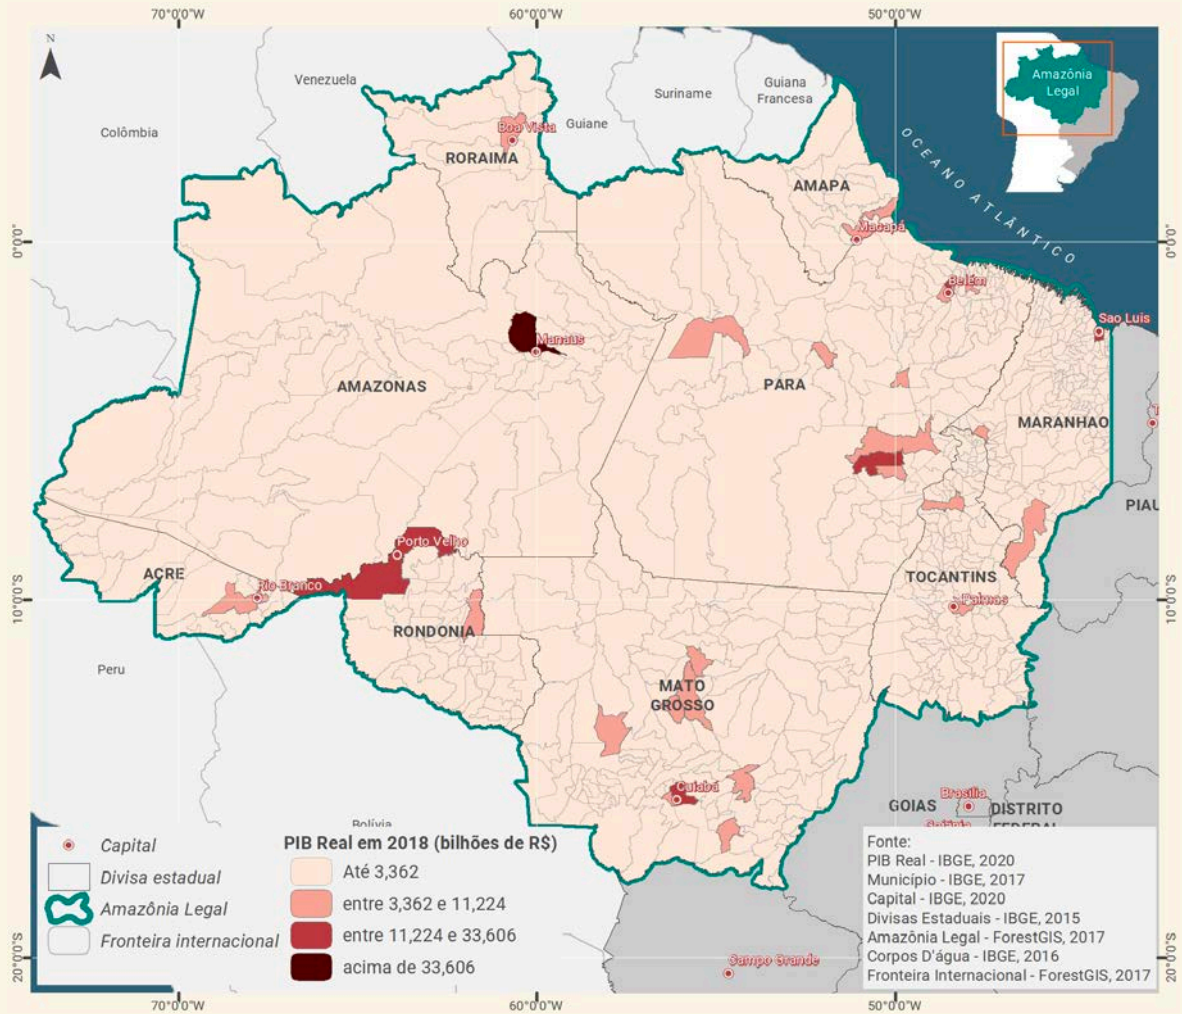 70°0'0"W
60°0'0"W
50°0'0"W
N
Venezuela
Colômbia
Suriname
Guiana
Francesa
Guiane
Amazônia
Legal
OCEANO ATLÂNTICO
Boa Vista
RORAIMA
AMAPA
Macapá
0°0'0"
0°0'0"
Belém
Sao Luis
Manaus
AMAZONAS
PARA
MARANHAO
PIAU
Porto Velho
ACRE
Rio Branco
TOCANTINS
Palmas
10°0'0"S
10°0'0"S
RONDONIA
Peru
MATO
GROSSO
Cuiabá
Brasília
GOIAS
DISTRITO
FEDERAL
Goiânia
Bolívia
Capital
Divisa estadual
Amazônia Legal
Fronteira internacional
PIB Real em 2018 (bilhões de R$)
Até 3,362
entre 3,362 e 11,224
entre 11,224 e 33,606
acima de 33,606
Campo Grande
Fonte:
PIB Real - IBGE, 2020
Município - IBGE, 2017
Capital - IBGE, 2020
Divisas Estaduais - IBGE, 2015
Amazônia Legal - ForestGIS, 2017
Corpos D'água - IBGE, 2016
Fronteira Internacional - ForestGIS, 2017
20°0'0"S
20°0'0"S
70°0'0"W
60°0'0"W
50°0'0"W